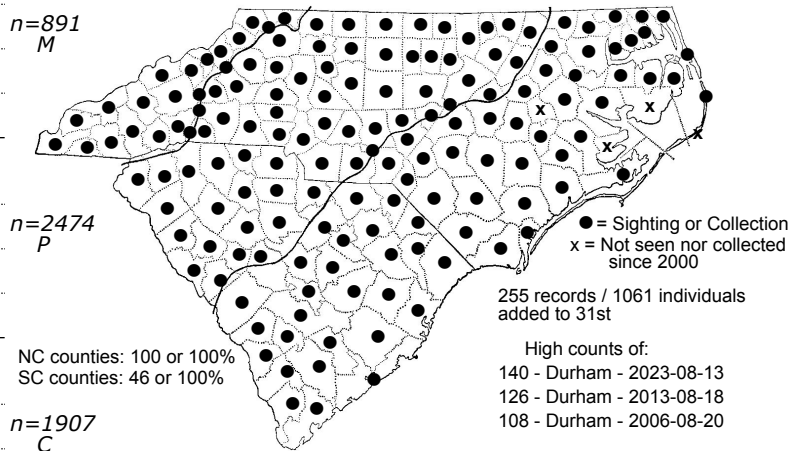 n=891
M
n=2474
P
n=1907
C
x
x
x
x
● = Sighting or Collection
x = Not seen nor collected
since 2000
255 records / 1061 individuals
added to 31st
NC counties: 100 or 100%
SC counties: 46 or 100%
High counts of:
140 - Durham - 2023-08-13
126 - Durham - 2013-08-18
108 - Durham - 2006-08-20